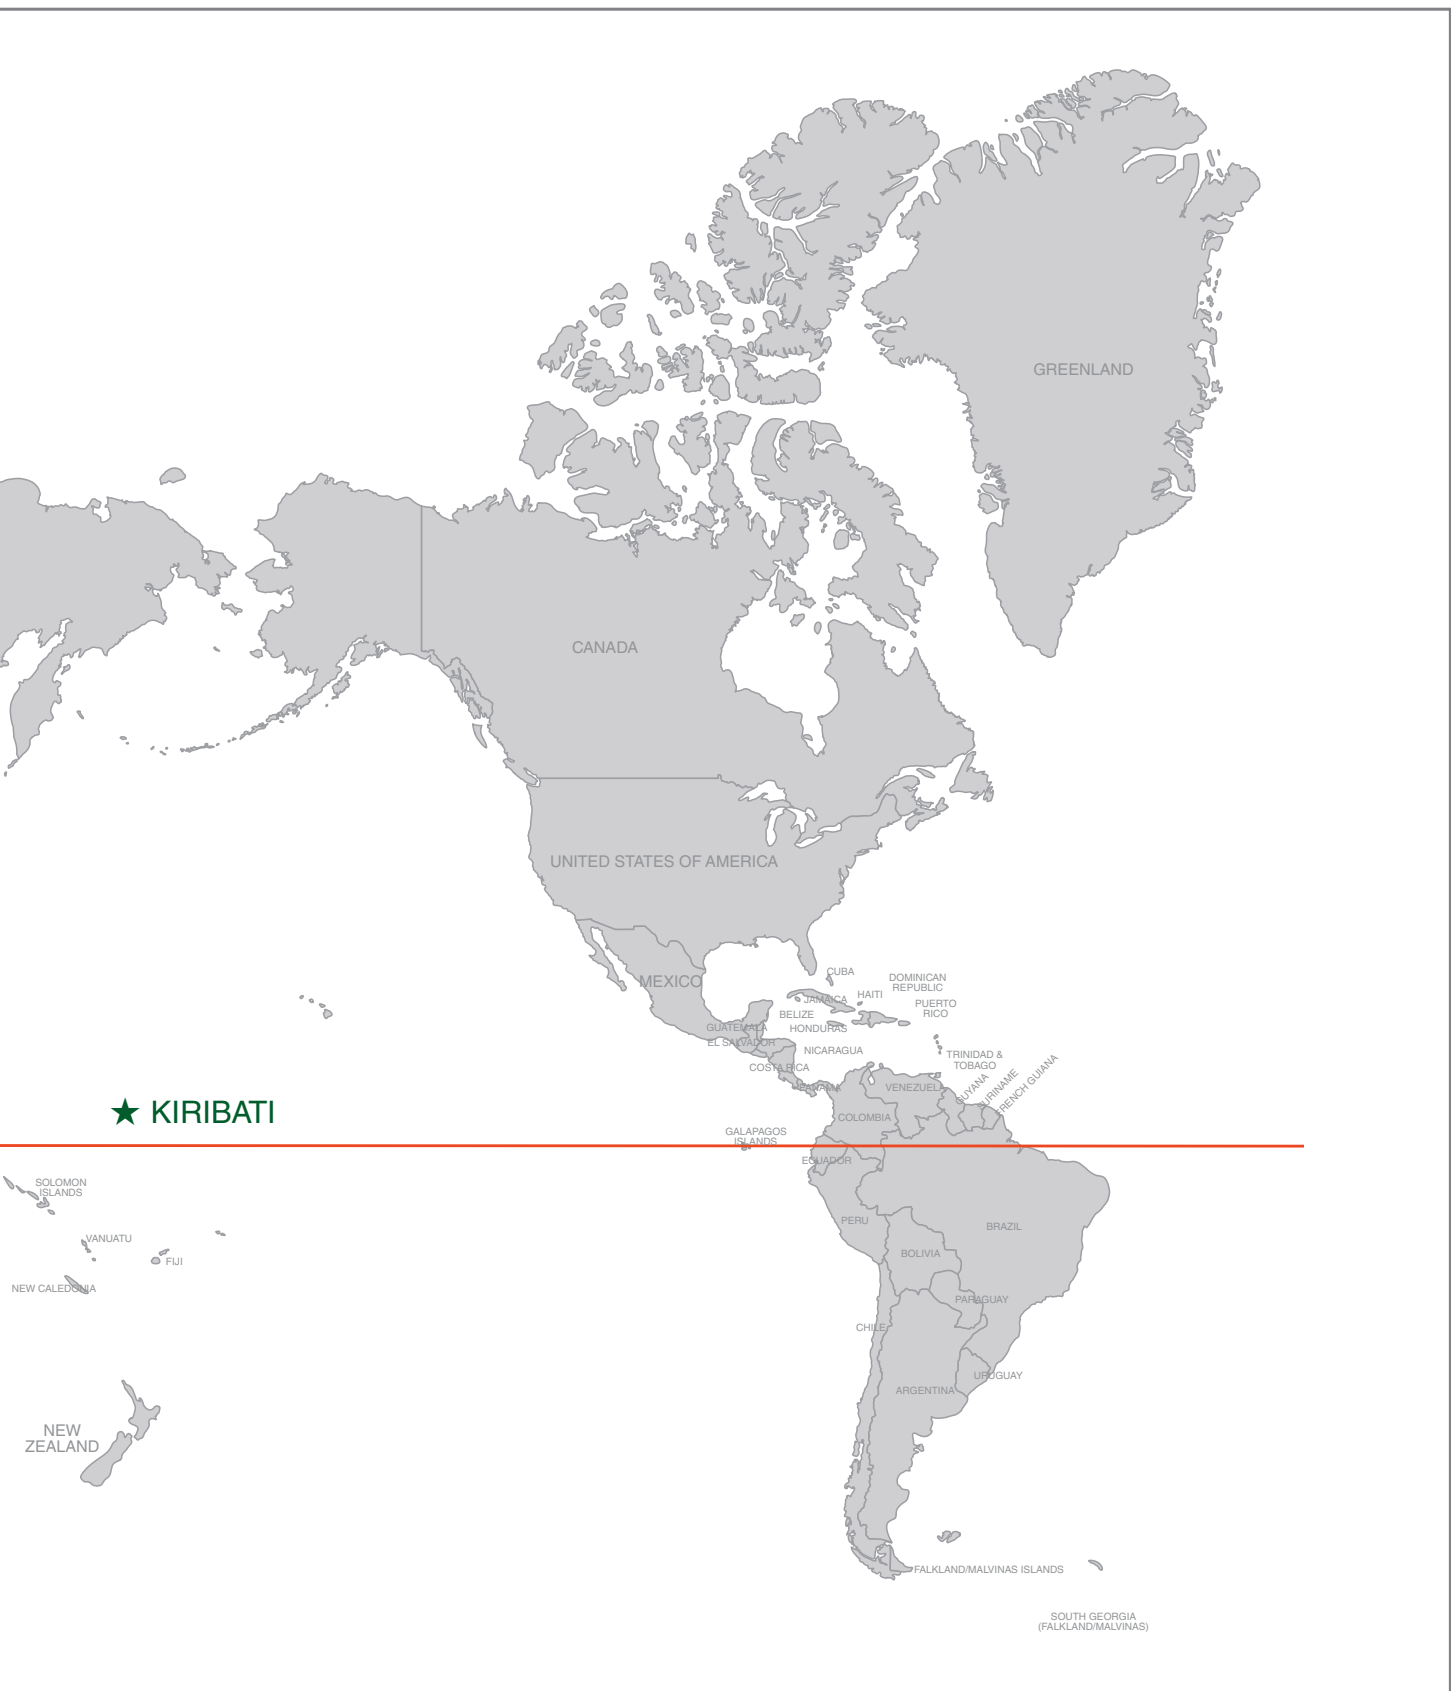 GREENLAND
CANADA
UNITED STATES OF AMERICA
MEXICO
CUBA
DOMINICAN
REPUBLIC
HAITI
JAMAICA
PUERTO
RICO
BELIZE
GUATEMALA
HONDURAS
EL SALVADOR
NICARAGUA
TRINIDAD &
TOBAGO
COSTA RICA
PANAMA
VENEZUELA
GUYANA
SURINAME
FRENCH GUIANA
★ KIRIBATI
COLOMBIA
GALAPAGOS
ISLANDS
ECUADOR
SOLOMON
ISLANDS
PERU
BRAZIL
VANUATU
BOLIVIA
FIJI
NEW CALEDONIA
PARAGUAY
CHILE
URUGUAY
ARGENTINA
NEW
ZEALAND
FALKLAND/MALVINAS ISLANDS
SOUTH GEORGIA
(FALKLAND/MALVINAS)